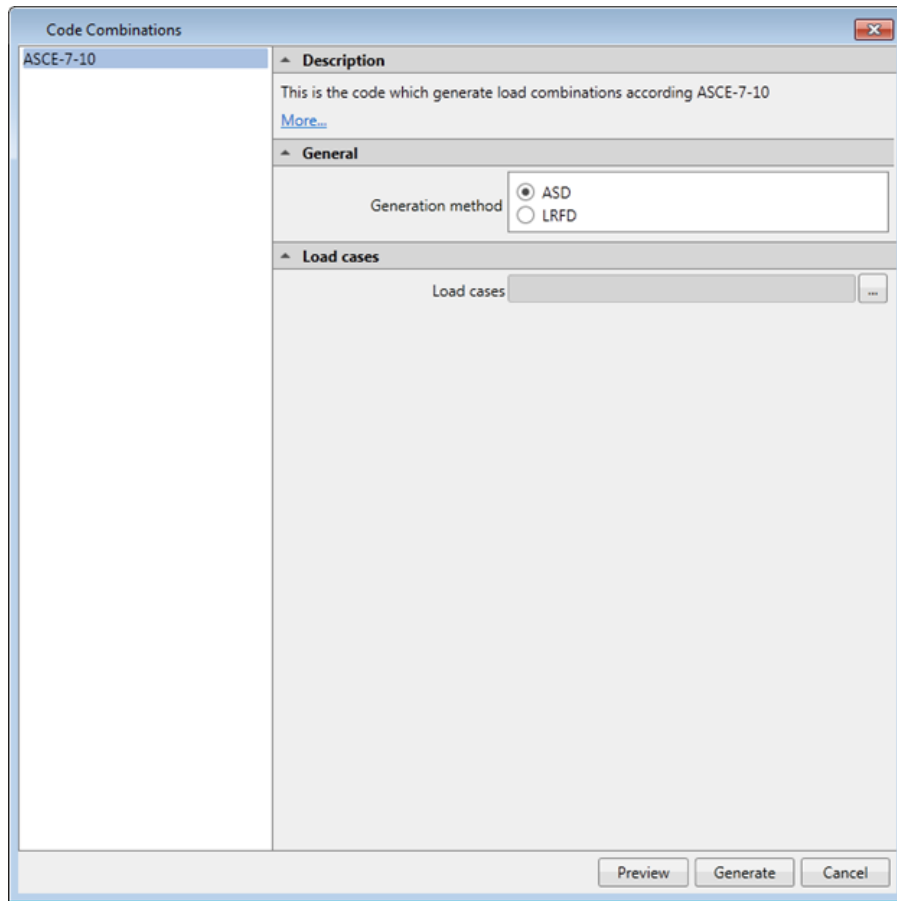 Code Combinations
ASCE-7-10
Description
This is the code which generate load combinations according ASCE-7-10
More...
General
Generation method
ASD
LRFD
Load cases
Load cases
...
Preview Generate Cancel